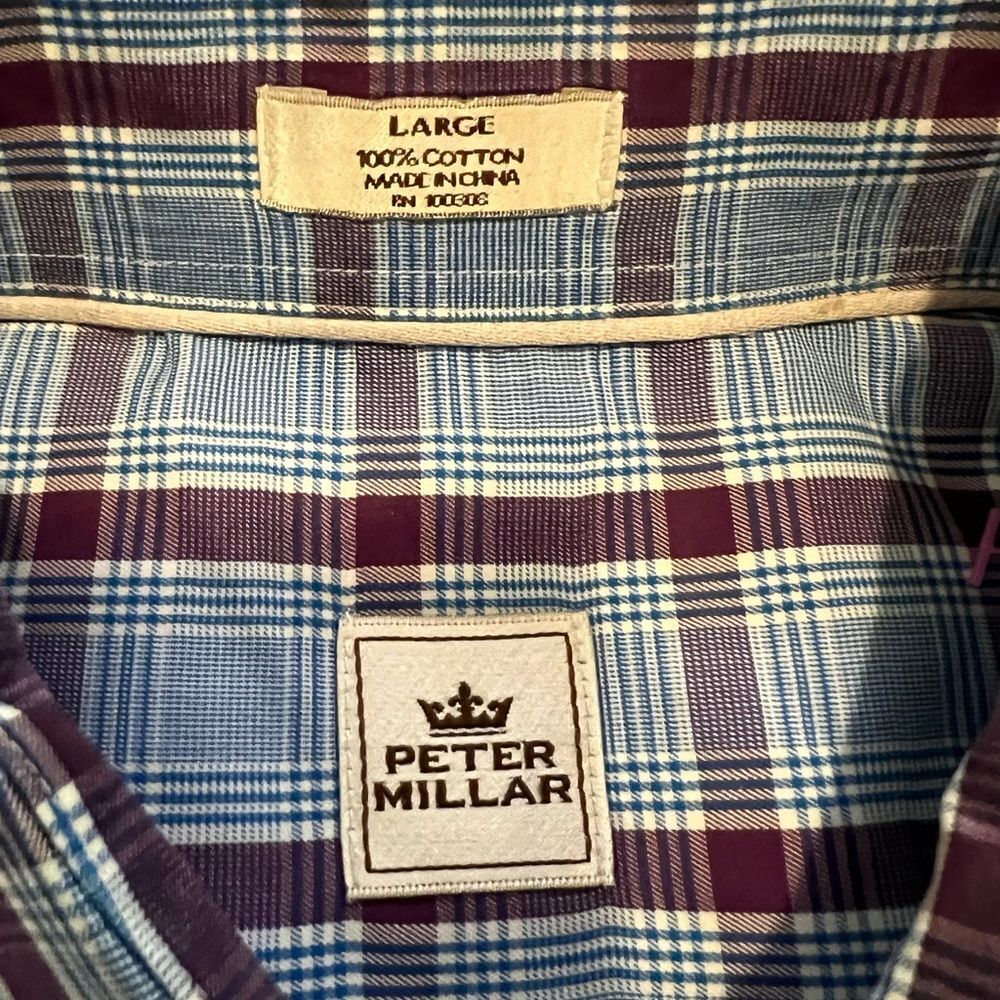 LARGE
100% COTTON
MADE IN CHINA
RN 100306
PETER
MILLAR